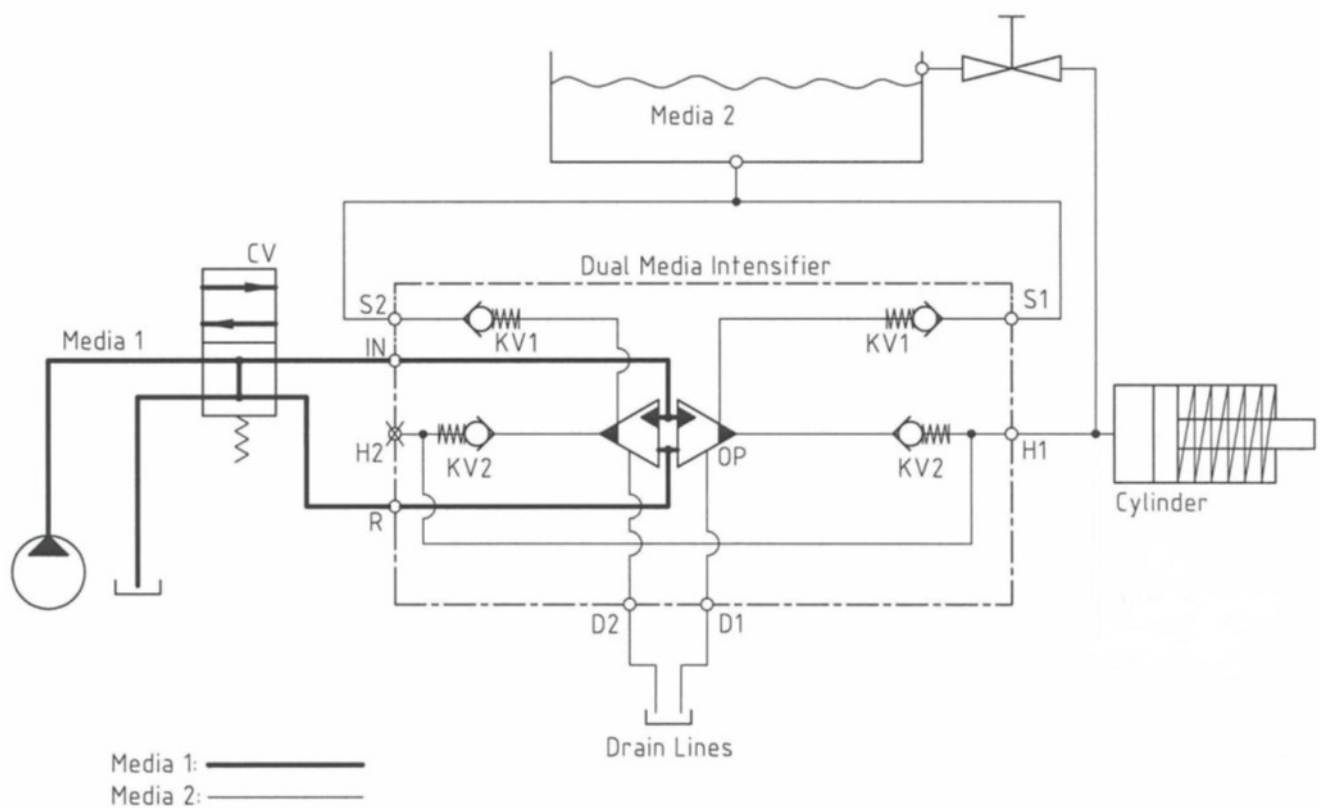 Media 2
CV
Dual Media Intensifier
S2
S1
KV1
KV1
Media 1
IN
H2
KV2
OP
KV2
H1
Cylinder
R
D2
D1
Drain Lines
Media 1:
Media 2: